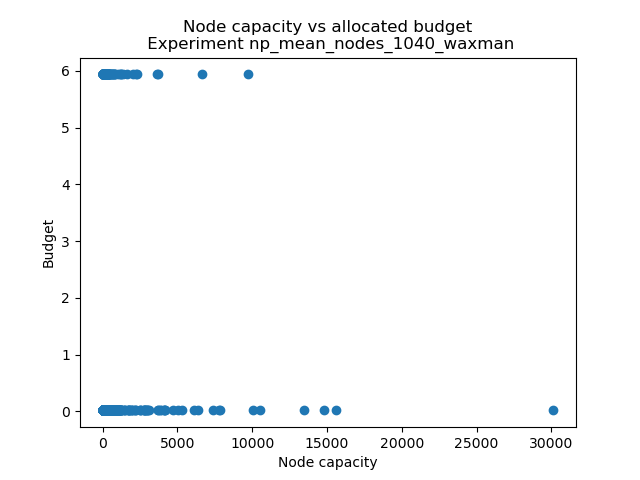 Node capacity vs allocated budget
Experiment np_mean_nodes_1040_waxman
6
5
4
3
2
1
0
Budget
0 5000 10000 15000 20000 25000 30000
Node capacity